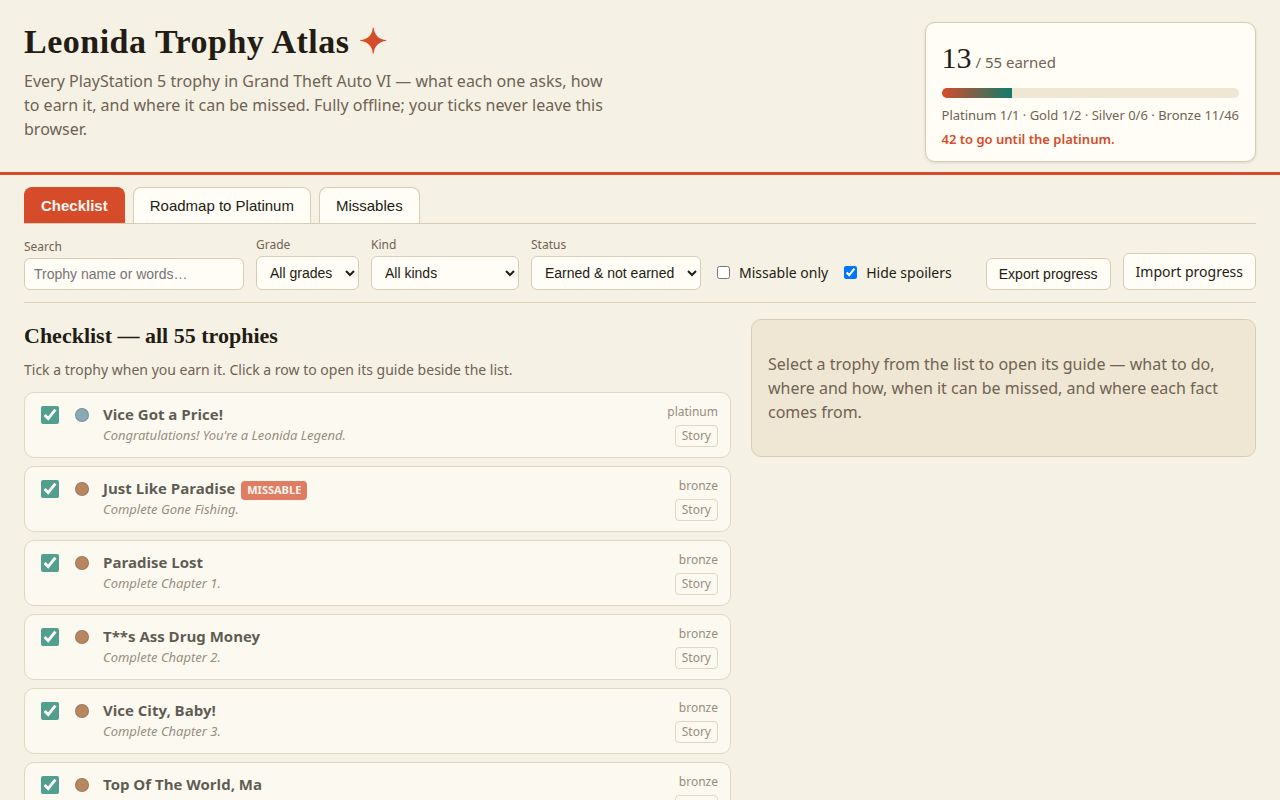 Leonida Trophy Atlas ✦
Every PlayStation 5 trophy in Grand Theft Auto VI — what each one asks, how
to earn it, and where it can be missed. Fully offline; your ticks never leave this
browser.
13 / 55 earned
Platinum 1/1 · Gold 1/2 · Silver 0/6 · Bronze 11/46
42 to go until the platinum.
Checklist
Roadmap to Platinum
Missables
Search
Trophy name or words…
Grade
All grades
Kind
All kinds
Status
Earned & not earned
Missable only
Hide spoilers
Export progress
Import progress
Checklist — all 55 trophies
Tick a trophy when you earn it. Click a row to open its guide beside the list.
Vice Got a Price!
Congratulations! You're a Leonida Legend.
platinum
Story
Just Like Paradise MISSABLE
Complete Gone Fishing.
bronze
Story
Paradise Lost
Complete Chapter 1.
bronze
Story
T**s Ass Drug Money
Complete Chapter 2.
bronze
Story
Vice City, Baby!
Complete Chapter 3.
bronze
Story
Top Of The World, Ma
bronze
Select a trophy from the list to open its guide — what to do,
where and how, when it can be missed, and where each fact
comes from.